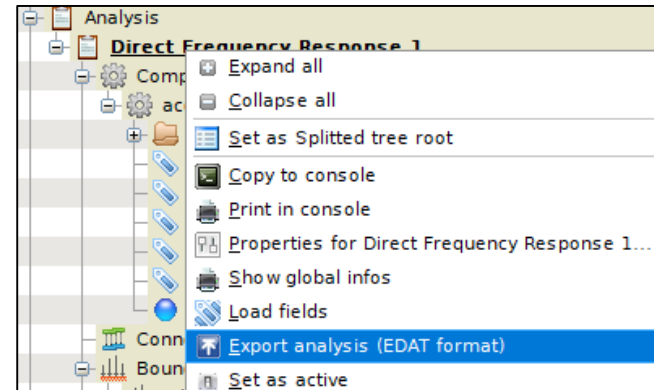 Analysis
Direct Frequency Response 1
Expand all
Comp
Collapse all
ac
Set as Splitted tree root
Copy to console
Print in console
Properties for Direct Frequency Response 1...
Show global infos
Load fields
Conn
Export analysis (EDAT format)
Boun
Set as active